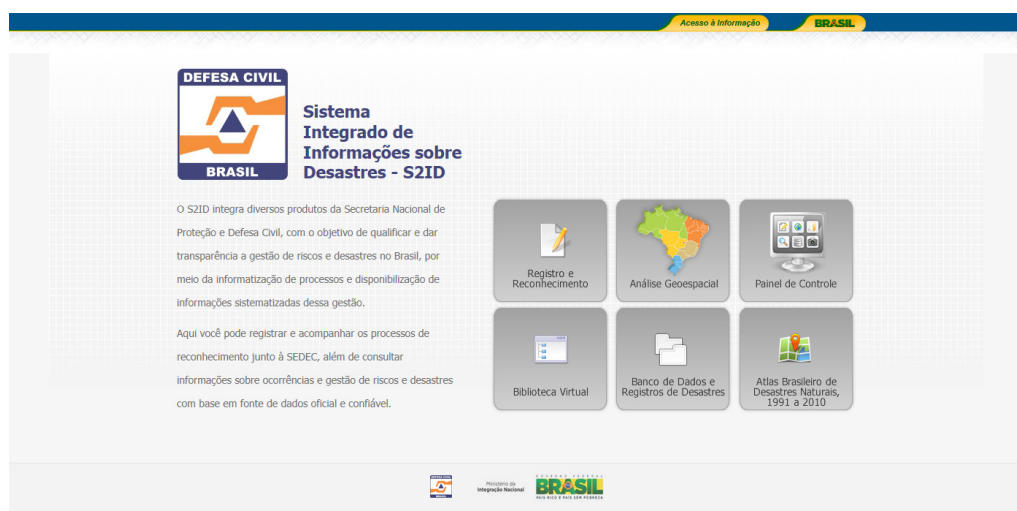 Acesso à Informação
BRASIL
DEFESA CIVIL
BRASIL
Sistema
Integrado de
Informações sobre
Desastres - S2ID
O S2ID integra diversos produtos da Secretaria Nacional de
Proteção e Defesa Civil, com o objetivo de qualificar e dar
transparência a gestão de riscos e desastres no Brasil, por
meio da informatização de processos e disponibilização de
informações sistematizadas dessa gestão.
Aqui você pode registrar e acompanhar os processos de
reconhecimento junto à SEDEC, além de consultar
informações sobre ocorrências e gestão de riscos e desastres
com base em fonte de dados oficial e confiável.
Registro e
Reconhecimento
Análise Geoespacial
Painel de Controle
Biblioteca Virtual
Banco de Dados e
Registros de Desastres
Atlas Brasileiro de
Desastres Naturais,
1991 a 2010
Ministério da
Integração Nacional
GOVERNO FEDERAL
BRASIL
PAÍS RICO É PAÍS SEM POBREZA